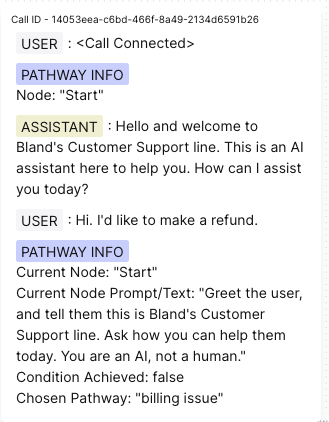 Call ID - 14053eea-c6bd-466f-8a49-2134d6591b26
USER : <Call Connected>
PATHWAY INFO
Node: "Start"
ASSISTANT : Hello and welcome to
Bland's Customer Support line. This is an AI
assistant here to help you. How can I assist
you today?
USER : Hi. I'd like to make a refund.
PATHWAY INFO
Current Node: "Start"
Current Node Prompt/Text: "Greet the user,
and tell them this is Bland's Customer
Support line. Ask how you can help them
today. You are an AI, not a human."
Condition Achieved: false
Chosen Pathway: "billing issue"